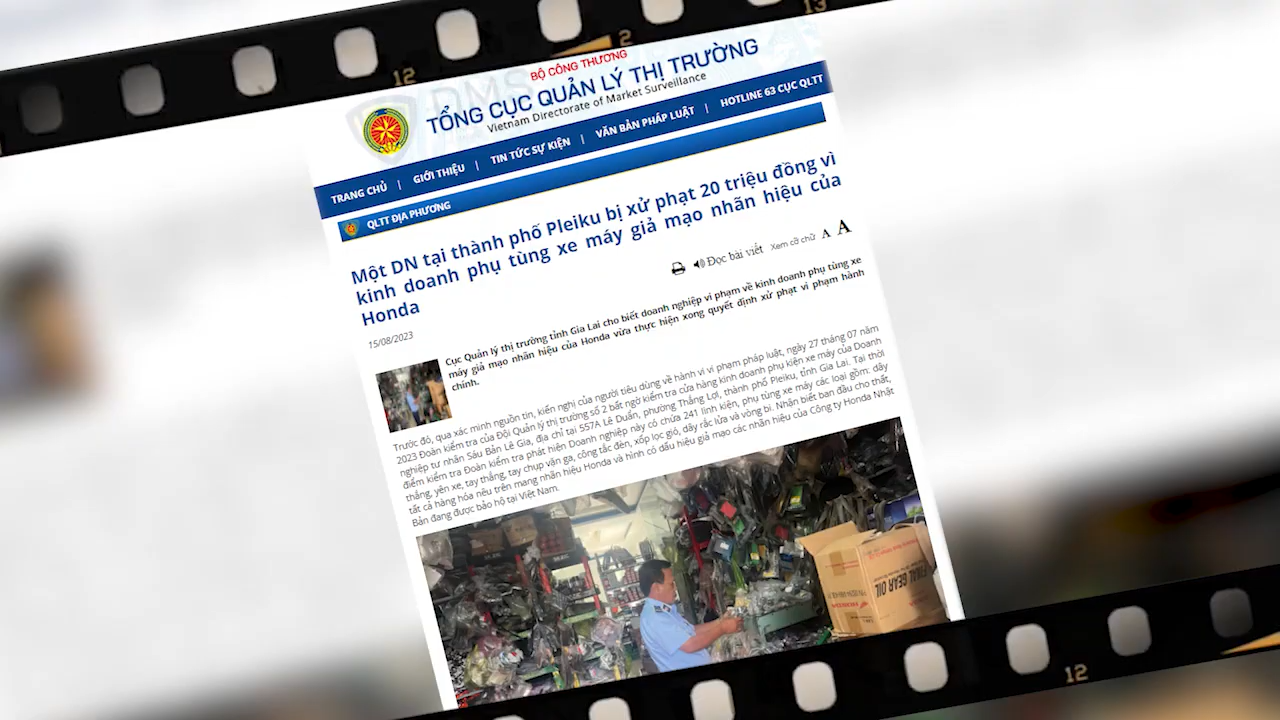 12
2
13
BỘ CÔNG THƯƠNG
TỔNG CỤC QUẢN LÝ THỊ TRƯỜNG
Vietnam Directorate of Market Surveillance
TRANG CHỦ | GIỚI THIỆU | TIN TỨC SỰ KIỆN | VĂN BẢN PHÁP LUẬT | HOTLINE 63 CỤC QLTT
QLTT ĐỊA PHƯƠNG
Một DN tại thành phố Pleiku bị xử phạt 20 triệu đồng vì
kinh doanh phụ tùng xe máy giả mạo nhãn hiệu của
Honda
Đọc bài viết Xem cỡ chữ A A
15/08/2023
Cục Quản lý thị trường tỉnh Gia Lai cho biết doanh nghiệp vi phạm về kinh doanh phụ tùng xe
máy giả mạo nhãn hiệu của Honda vừa thực hiện xong quyết định xử phạt vi phạm hành
chính.
Trước đó, qua xác minh nguồn tin, kiến nghị của người tiêu dùng về hành vi vi phạm pháp luật, ngày 27 tháng 07 năm
2023 Đoàn kiểm tra của Đội Quản lý thị trường số 2 bất ngờ kiểm tra cửa hàng kinh doanh phụ kiện xe máy của Doanh
nghiệp tư nhân Sáu Bản Lê Gia, địa chỉ tại 557A Lê Duẩn, phường Thắng Lợi, thành phố Pleiku, tỉnh Gia Lai. Tại thời
điểm kiểm tra Đoàn kiểm tra phát hiện Doanh nghiệp này có chứa 241 linh kiện, phụ tùng xe máy các loại gồm: dây
thắng, yên xe, tay thắng, tay chụp vặn ga, công tắc đèn, xốp lọc gió, dây rắc lửa và vòng bi. Nhận biết ban đầu cho thấy,
tất cả hàng hóa nêu trên mang nhãn hiệu Honda và hình có dấu hiệu giả mạo các nhãn hiệu của Công ty Honda Nhật
Bản đang được bảo hộ tại Việt Nam.
FINAL GEAR OIL
12